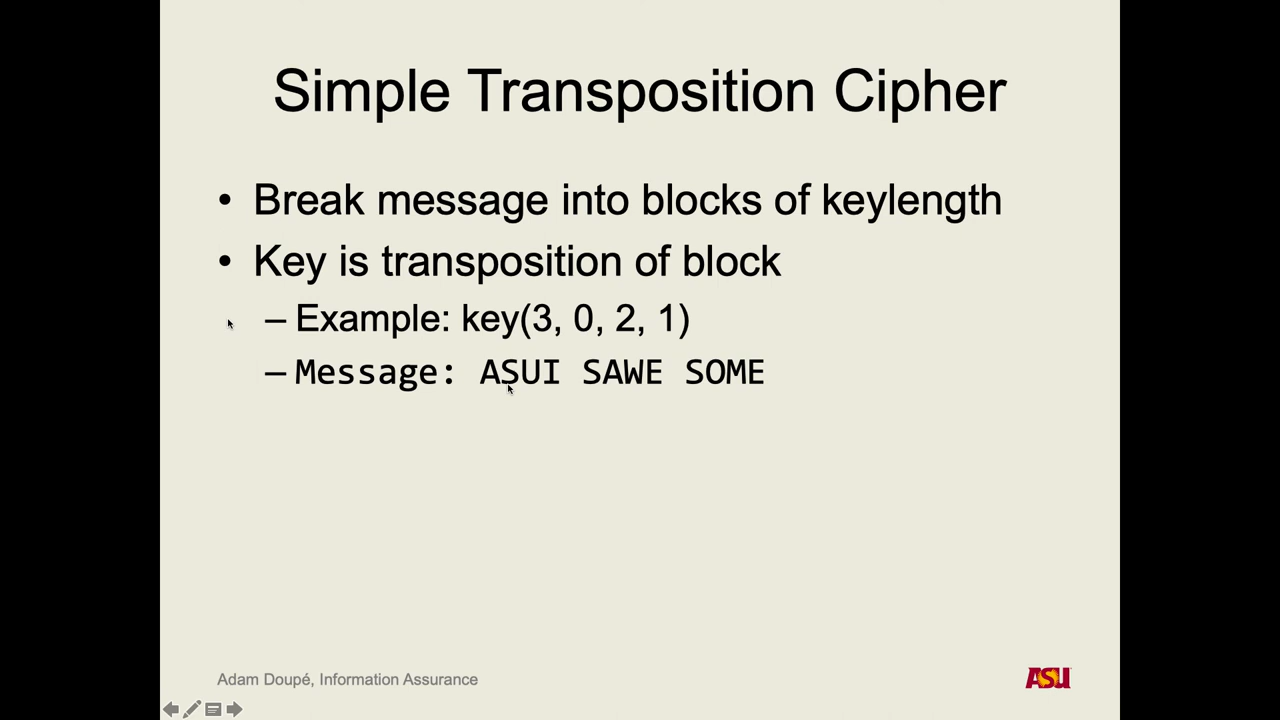 Simple Transposition Cipher
• Break message into blocks of keylength
• Key is transposition of block
– Example: key(3, 0, 2, 1)
– Message: ASUI SAWE SOME
Adam Doupé, Information Assurance
ASU